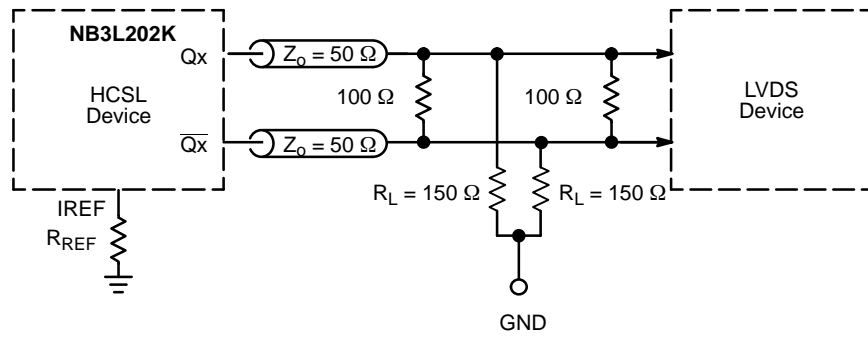 NB3L202K
Qx
Zo = 50 Ω
HCSL
Device
100 Ω
100 Ω
LVDS
Device
Q̅x̅
Zo = 50 Ω
RL = 150 Ω
RL = 150 Ω
IREF
RREF
GND